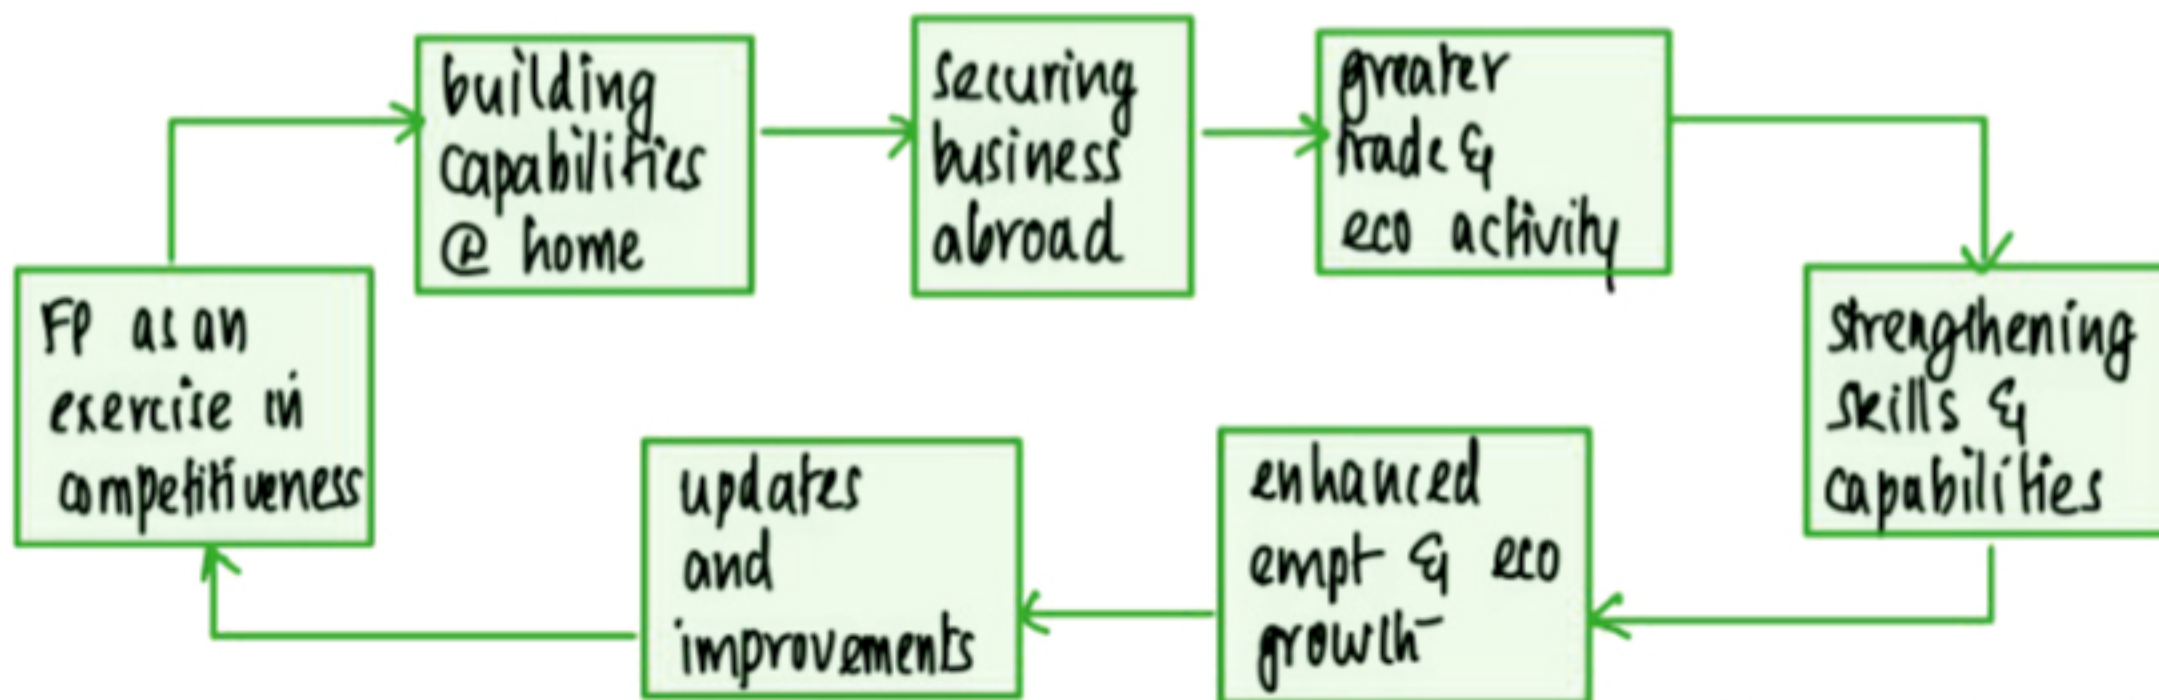 FP as an
exercise in
competitiveness
building
capabilities
@ home
securing
business
abroad
greater
trade &
eco activity
strengthening
skills &
capabilities
enhanced
empt & eco
growth
updates
and
improvements